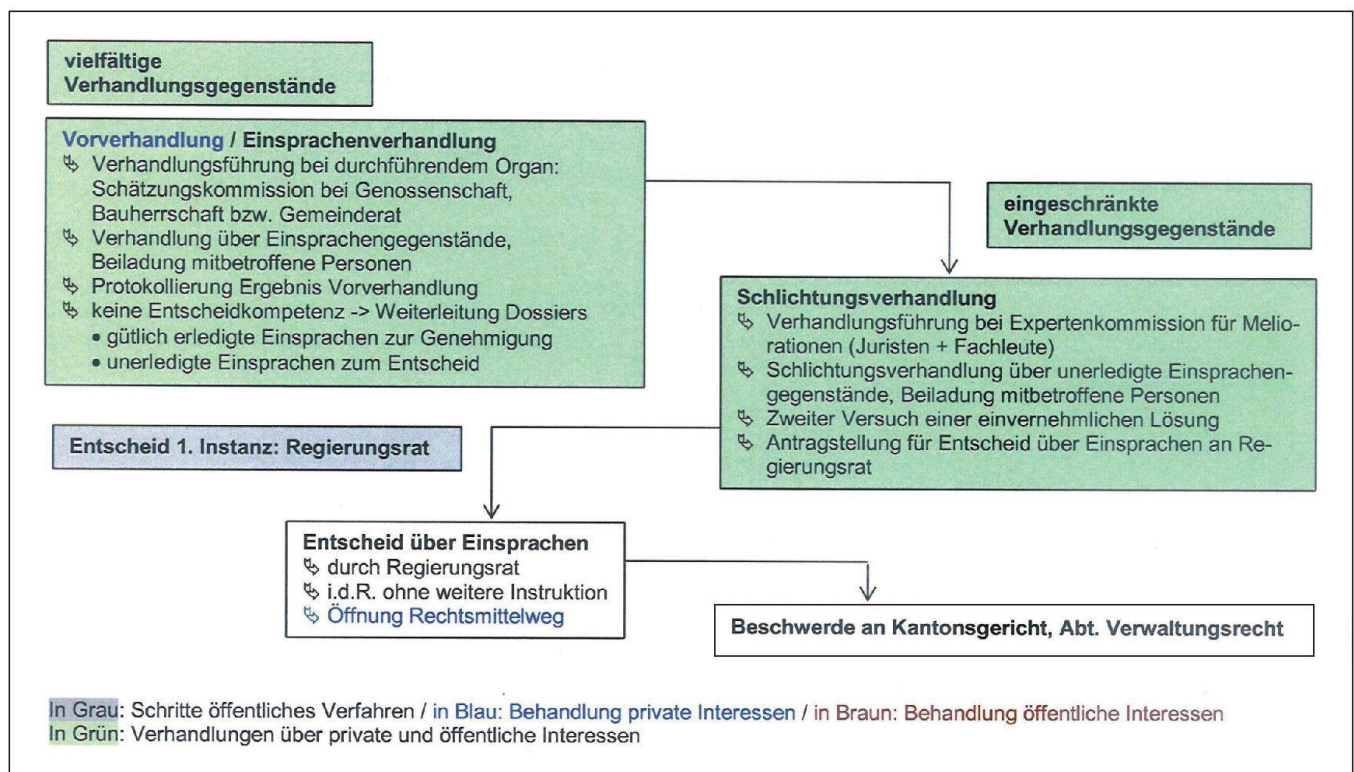 vielfältige
Verhandlungsgegenstände
Vorverhandlung / Einsprachenverhandlung
Verhandlungsführung bei durchführendem Organ:
Schätzungskommission bei Genossenschaft,
Bauherrschaft bzw. Gemeinderat
Verhandlung über Einsprachengegenstände,
Beiladung mitbetroffene Personen
Protokollierung Ergebnis Vorverhandlung
keine Entscheidkompetenz -> Weiterleitung Dossiers
• gütlich erledigte Einsprachen zur Genehmigung
• unerledigte Einsprachen zum Entscheid
eingeschränkte
Verhandlungsgegenstände
Schlichtungsverhandlung
Verhandlungsführung bei Expertenkommission für Melio-
rationen (Juristen + Fachleute)
Schlichtungsverhandlung über unerledigte Einsprachen-
gegenstände, Beiladung mitbetroffene Personen
Zweiter Versuch einer einvernehmlichen Lösung
Antragstellung für Entscheid über Einsprachen an Re-
gierungsrat
Entscheid 1. Instanz: Regierungsrat
Entscheid über Einsprachen
durch Regierungsrat
i.d.R. ohne weitere Instruktion
Öffnung Rechtsmittelweg
Beschwerde an Kantonsgericht, Abt. Verwaltungsrecht
In Grau: Schritte öffentliches Verfahren / in Blau: Behandlung private Interessen / in Braun: Behandlung öffentliche Interessen
In Grün: Verhandlungen über private und öffentliche Interessen